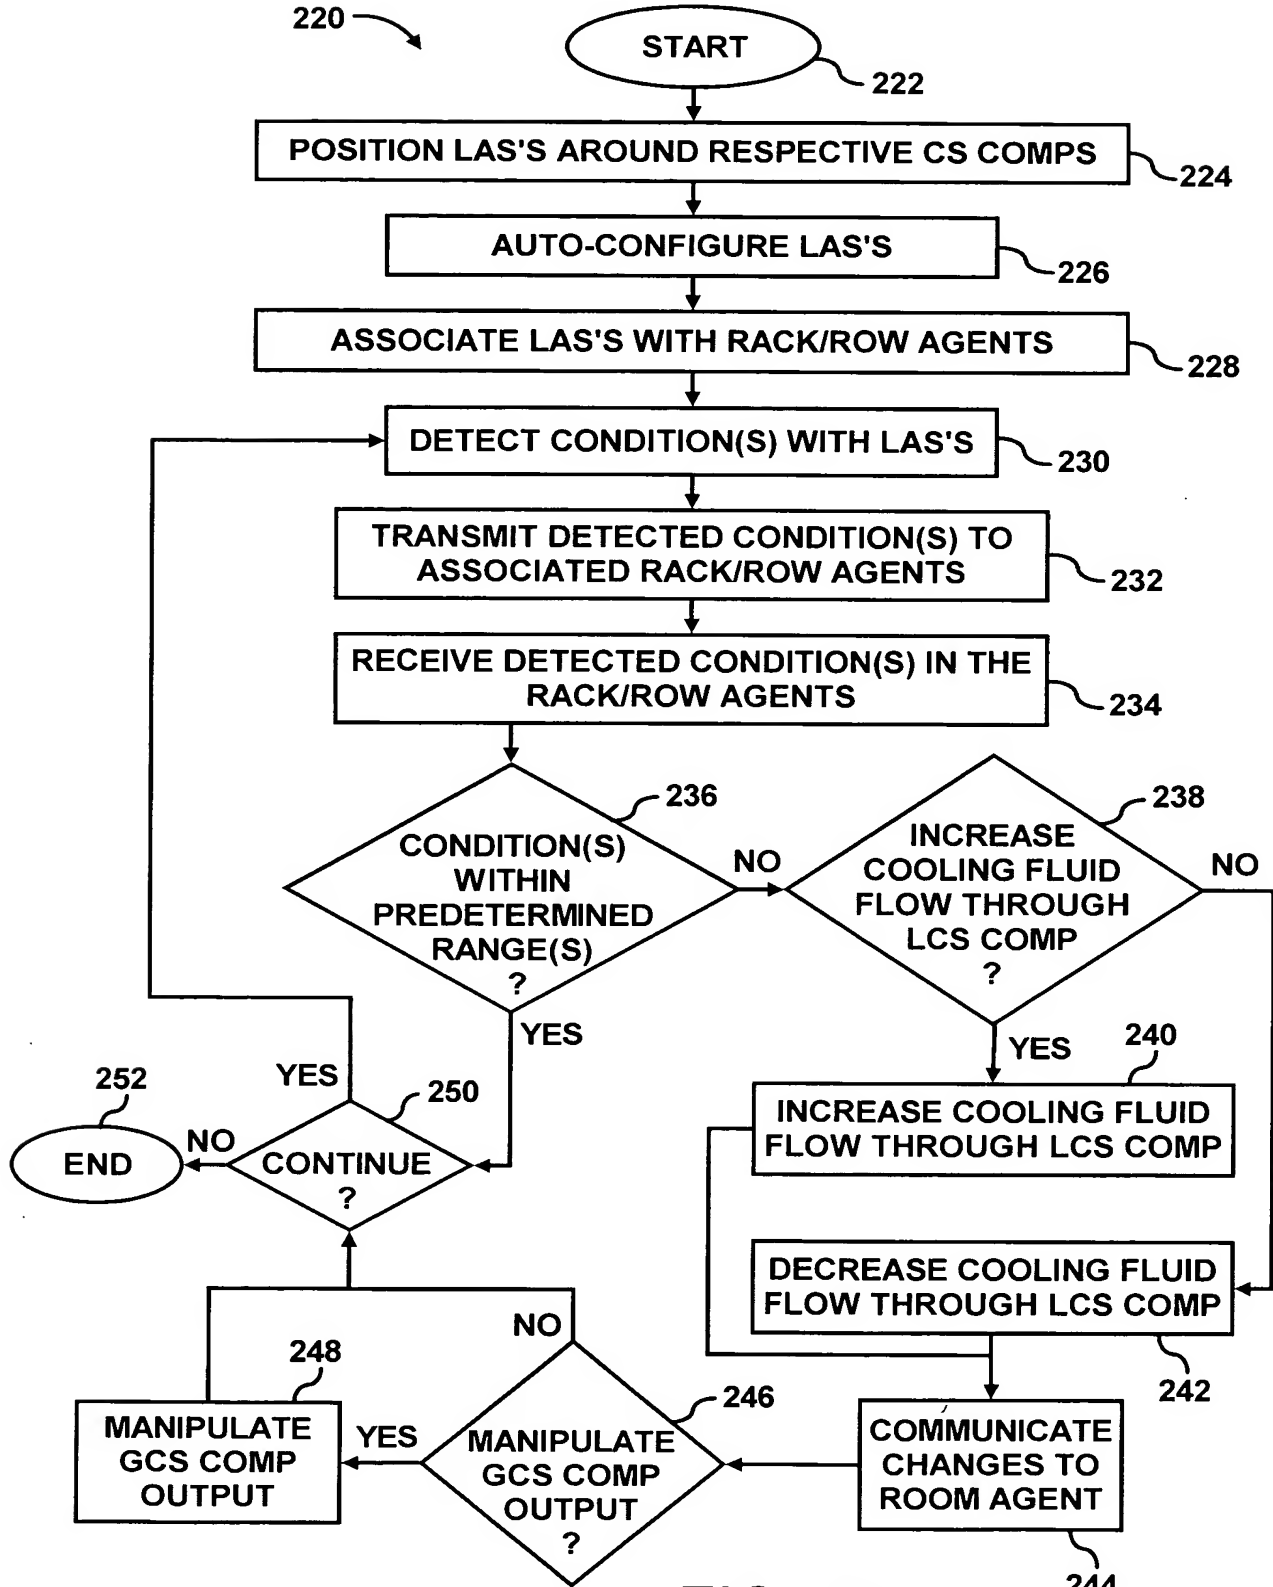 220
START
222
POSITION LAS'S AROUND RESPECTIVE CS COMPS
224
AUTO-CONFIGURE LAS'S
226
ASSOCIATE LAS'S WITH RACK/ROW AGENTS
228
DETECT CONDITION(S) WITH LAS'S
230
TRANSMIT DETECTED CONDITION(S) TO
ASSOCIATED RACK/ROW AGENTS
232
RECEIVE DETECTED CONDITION(S) IN THE
RACK/ROW AGENTS
234
236
CONDITION(S)
WITHIN
PREDETERMINED
RANGE(S)
?
NO
YES
238
INCREASE
COOLING FLUID
FLOW THROUGH
LCS COMP
?
NO
YES
240
INCREASE COOLING FLUID
FLOW THROUGH LCS COMP
DECREASE COOLING FLUID
FLOW THROUGH LCS COMP
242
COMMUNICATE
CHANGES TO
ROOM AGENT
244
246
MANIPULATE
GCS COMP
OUTPUT
?
NO
YES
248
MANIPULATE
GCS COMP
OUTPUT
250
CONTINUE
?
YES
NO
252
END